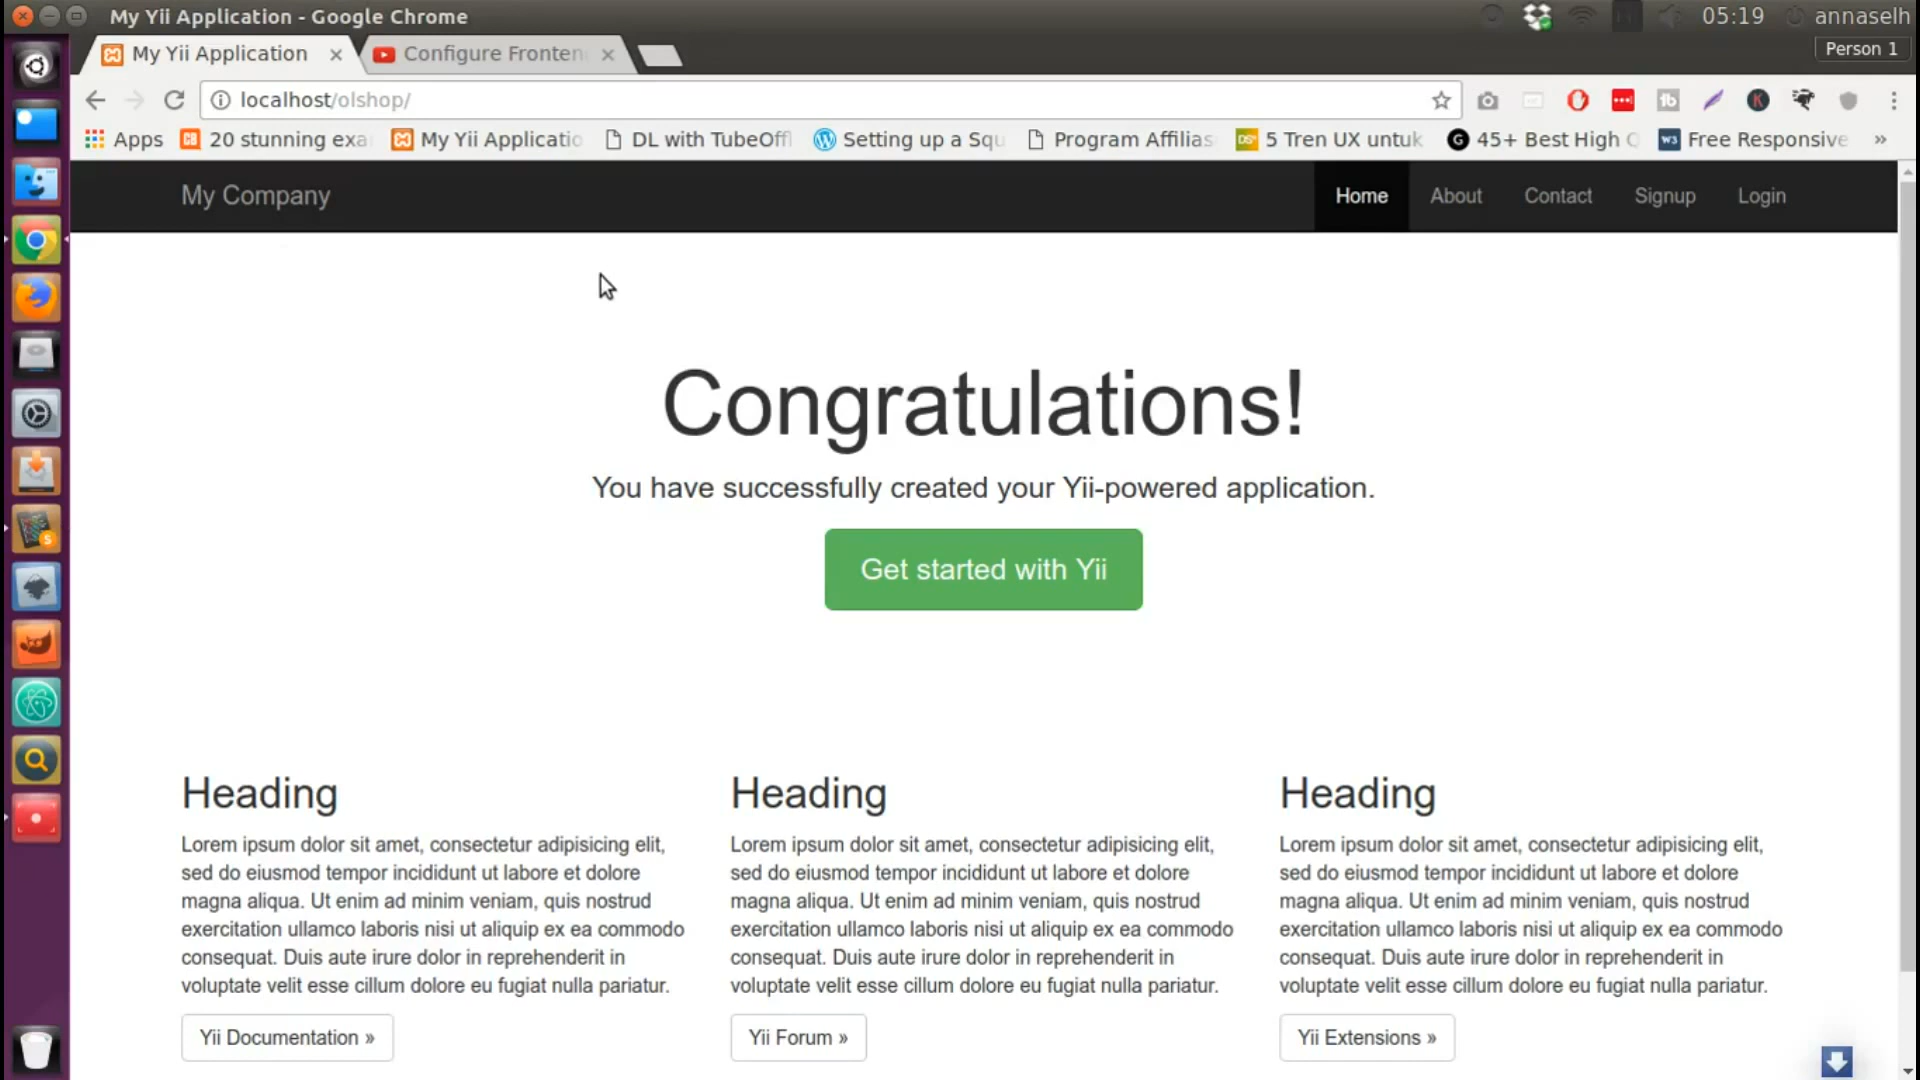 My Yii Application - Google Chrome
05:19
annaselh
My Yii Application
Configure Fronten
Person 1
localhost/olshop/
Apps
20 stunning exa
My Yii Applicatio
DL with TubeOffl
Setting up a Squ
Program Affilias
5 Tren UX untuk
45+ Best High Q
Free Responsive
»
My Company
Home
About
Contact
Signup
Login
Congratulations!
You have successfully created your Yii-powered application.
Get started with Yii
Heading
Lorem ipsum dolor sit amet, consectetur adipisicing elit,
sed do eiusmod tempor incididunt ut labore et dolore
magna aliqua. Ut enim ad minim veniam, quis nostrud
exercitation ullamco laboris nisi ut aliquip ex ea commodo
consequat. Duis aute irure dolor in reprehenderit in
voluptate velit esse cillum dolore eu fugiat nulla pariatur.
Yii Documentation »
Heading
Lorem ipsum dolor sit amet, consectetur adipisicing elit,
sed do eiusmod tempor incididunt ut labore et dolore
magna aliqua. Ut enim ad minim veniam, quis nostrud
exercitation ullamco laboris nisi ut aliquip ex ea commodo
consequat. Duis aute irure dolor in reprehenderit in
voluptate velit esse cillum dolore eu fugiat nulla pariatur.
Yii Forum »
Heading
Lorem ipsum dolor sit amet, consectetur adipisicing elit,
sed do eiusmod tempor incididunt ut labore et dolore
magna aliqua. Ut enim ad minim veniam, quis nostrud
exercitation ullamco laboris nisi ut aliquip ex ea commodo
consequat. Duis aute irure dolor in reprehenderit in
voluptate velit esse cillum dolore eu fugiat nulla pariatur.
Yii Extensions »